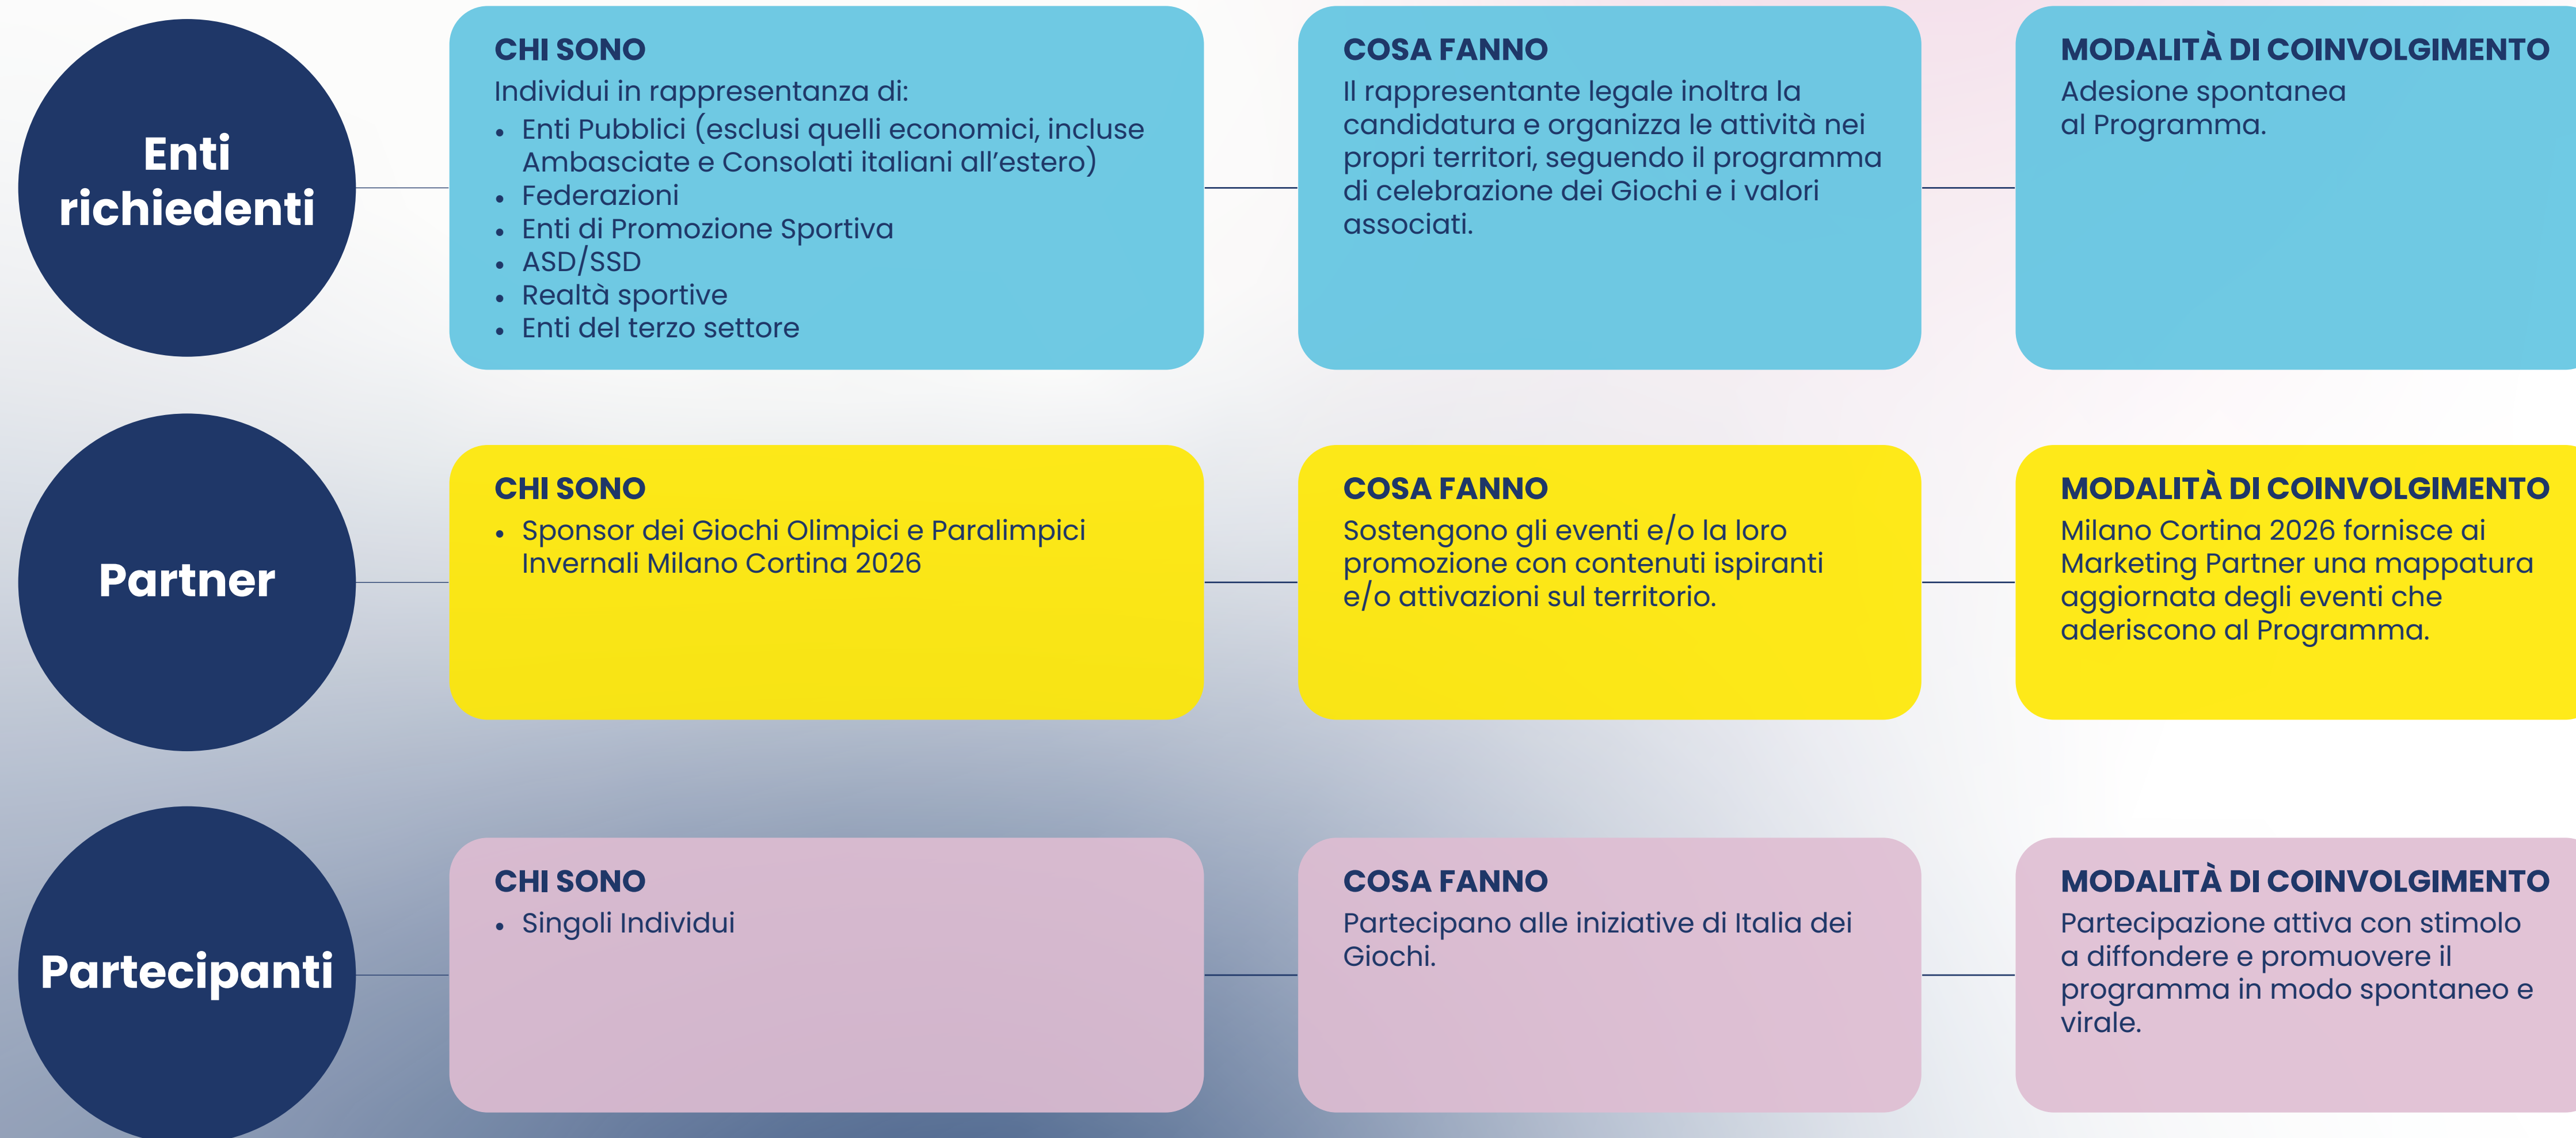 Enti
richiedenti
CHI SONO
Individui in rappresentanza di:
• Enti Pubblici (esclusi quelli economici, incluse
Ambasciate e Consolati italiani all’estero)
• Federazioni
• Enti di Promozione Sportiva
• ASD/SSD
• Realtà sportive
• Enti del terzo settore
COSA FANNO
Il rappresentante legale inoltra la
candidatura e organizza le attività nei
propri territori, seguendo il programma
di celebrazione dei Giochi e i valori
associati.
MODALITÀ DI COINVOLGIMENTO
Adesione spontanea
al Programma.
Partner
CHI SONO
• Sponsor dei Giochi Olimpici e Paralimpici
Invernali Milano Cortina 2026
COSA FANNO
Sostengono gli eventi e/o la loro
promozione con contenuti ispiranti
e/o attivazioni sul territorio.
MODALITÀ DI COINVOLGIMENTO
Milano Cortina 2026 fornisce ai
Marketing Partner una mappatura
aggiornata degli eventi che
aderiscono al Programma.
Partecipanti
CHI SONO
• Singoli Individui
COSA FANNO
Partecipano alle iniziative di Italia dei
Giochi.
MODALITÀ DI COINVOLGIMENTO
Partecipazione attiva con stimolo
a diffondere e promuovere il
programma in modo spontaneo e
virale.